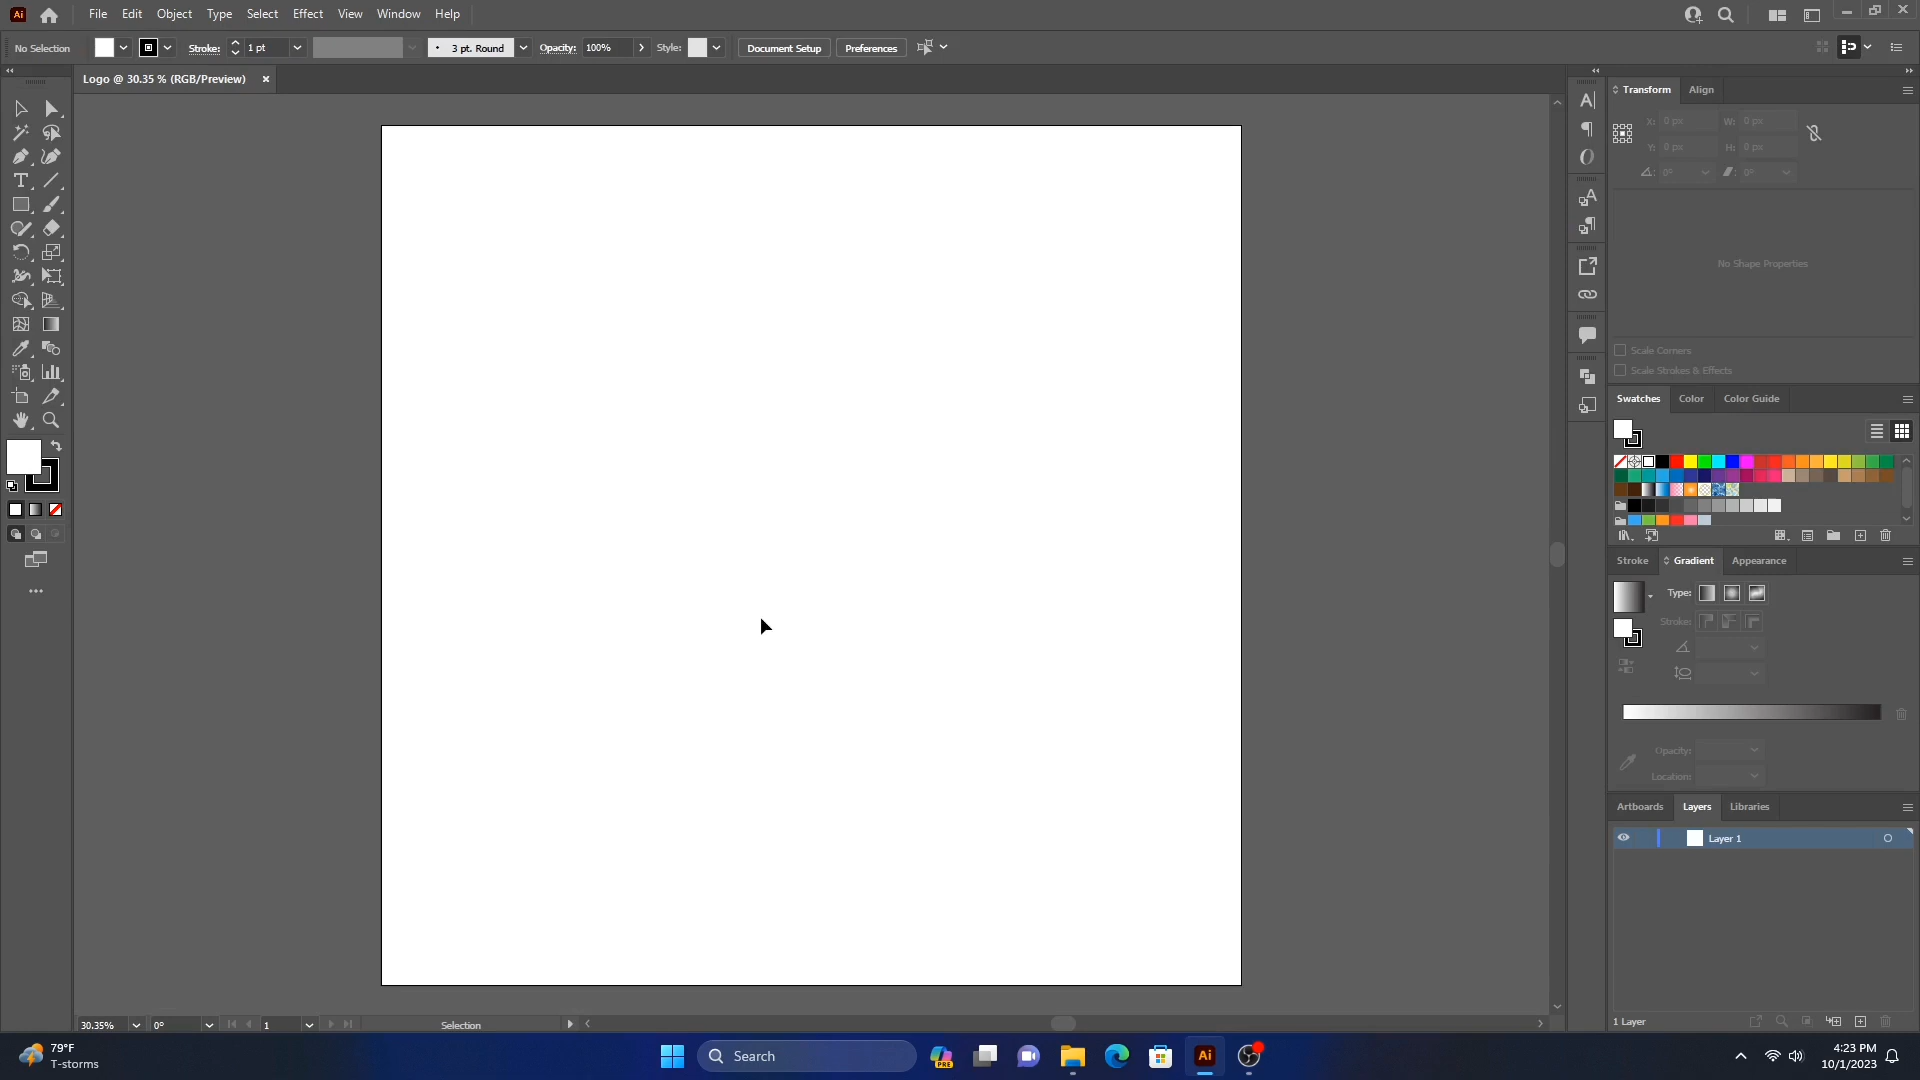 Ai File Edit Object Type Select Effect View Window Help
No Selection Stroke: 1 pt 3 pt. Round Opacity: 100% Style: Document Setup Preferences
Logo @ 30.35 % (RGB/Preview)
Transform Align
X: 0 px W: 0 px
Y: 0 px H: 0 px
0° 0°
No Shape Properties
Scale Corners
Scale Strokes & Effects
Swatches Color Color Guide
Stroke Gradient Appearance
Type:
Stroke:
Opacity:
Location:
Artboards Layers Libraries
Layer 1
1 Layer
30.35% 0° 1 Selection
79°F
T-storms
Search
PRE
Ai
4:23 PM
10/1/2023